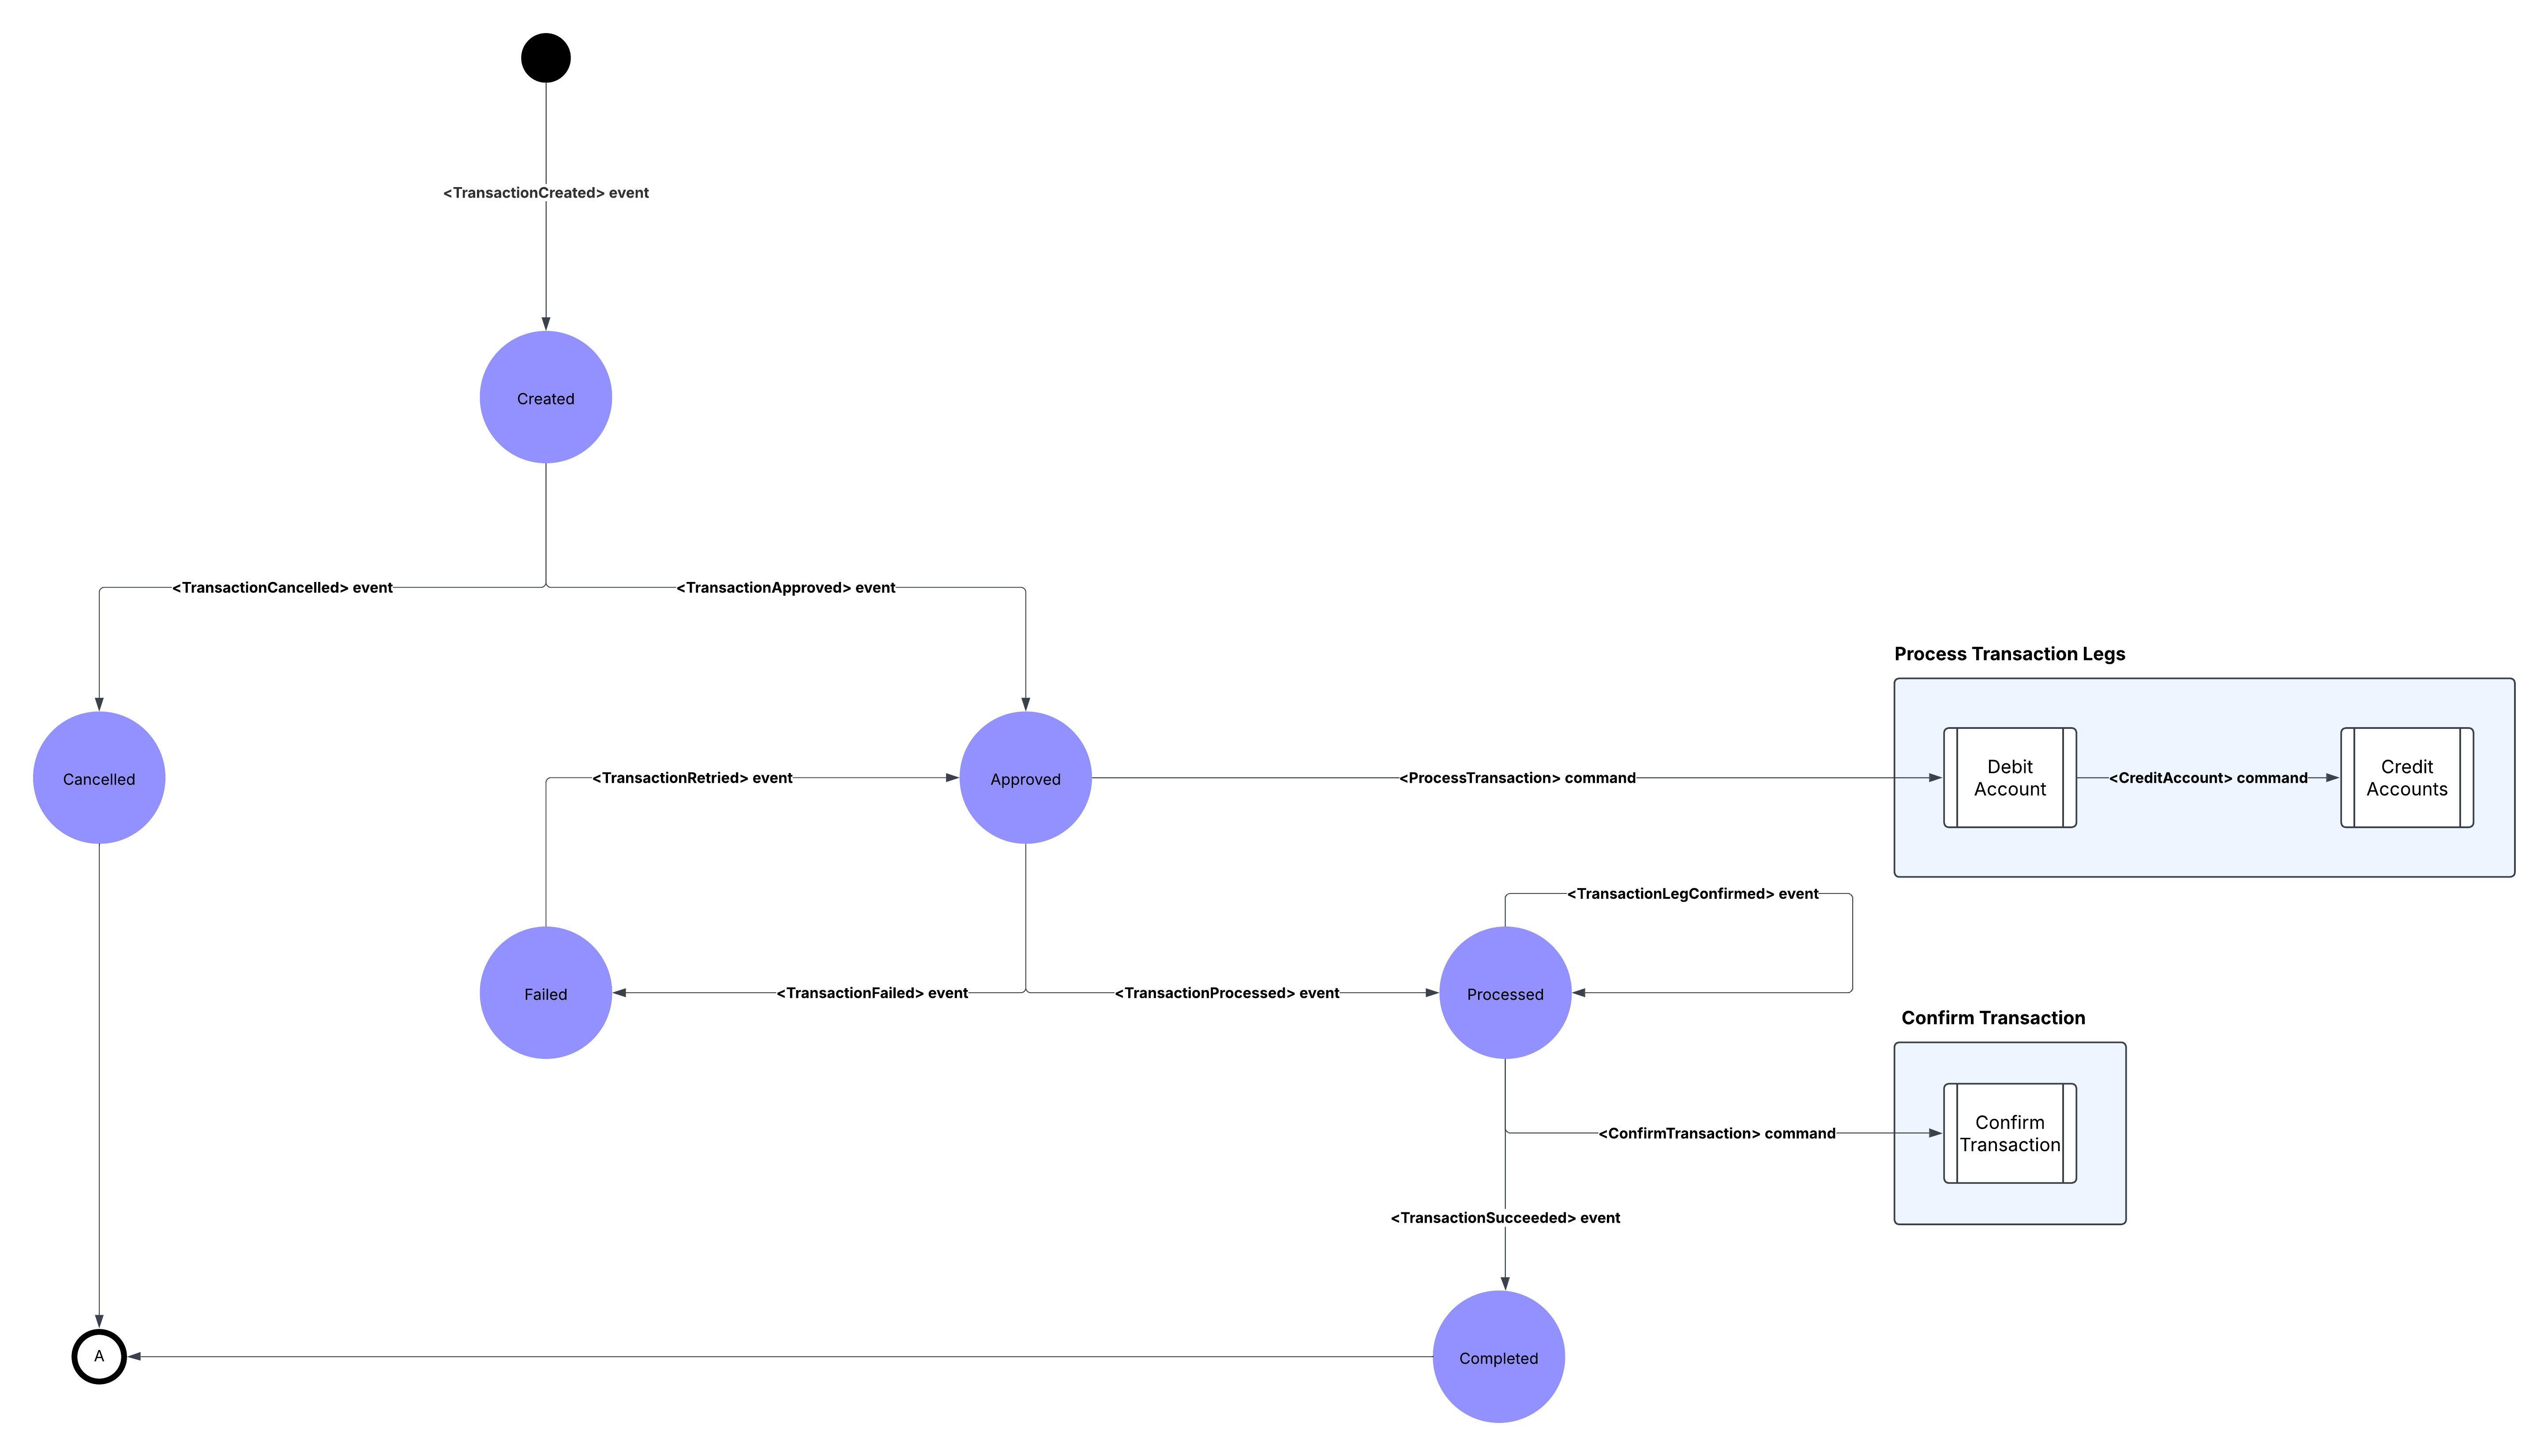 <TransactionCreated> event
Created
<TransactionCancelled> event
<TransactionApproved> event
Process Transaction Legs
Cancelled
<TransactionRetried> event
Approved
<ProcessTransaction> command
Debit
Account
<CreditAccount> command
Credit
Accounts
<TransactionLegConfirmed> event
Failed
<TransactionFailed> event
<TransactionProcessed> event
Processed
Confirm Transaction
<ConfirmTransaction> command
Confirm
Transaction
<TransactionSucceeded> event
A
Completed